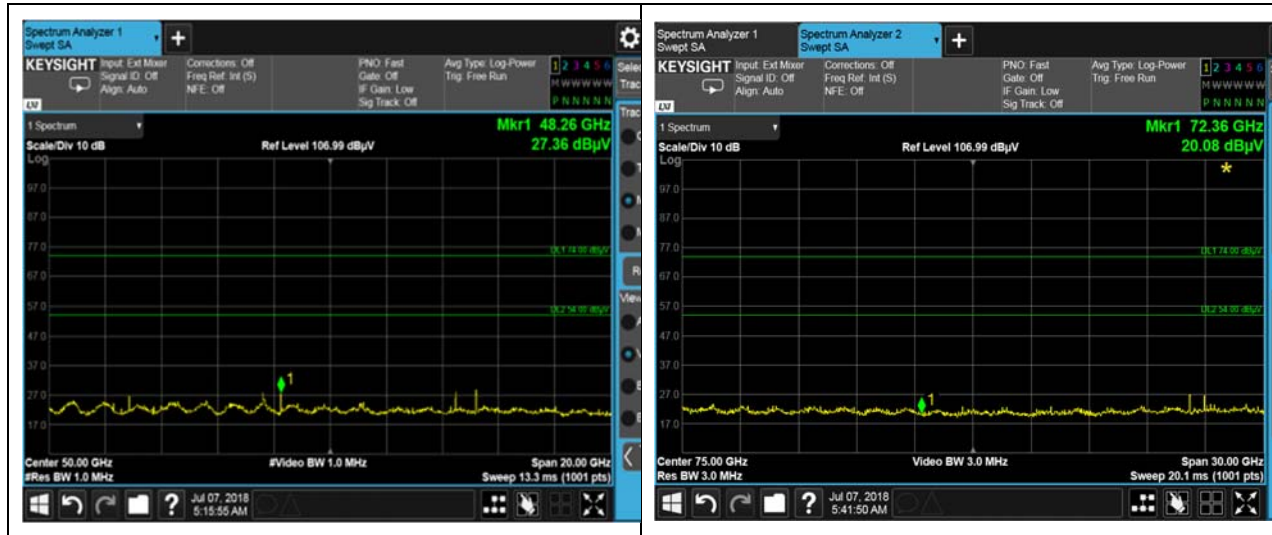 Spectrum Analyzer 1
Swept SA
+
KEYSIGHT
Input: Ext Mixer
Signal ID: Off
Align: Auto
Corrections: Off
Freq Ref: Int (S)
NFE: Off
PNO: Fast
Gate: Off
IF Gain: Low
Sig Track: Off
Avg Type: Log-Power
Trig: Free Run
1 2 3 4 5 6
M W W W W W
P N N N N N
LXI
1 Spectrum
Scale/Div 10 dB
Ref Level 106.99 dBµV
Mkr1 48.26 GHz
27.36 dBµV
Log
97.0
87.0
77.0
67.0
57.0
47.0
37.0
27.0
17.0
DL1 74.00 dBµV
DL2 54.00 dBµV
1
Center 50.00 GHz
#Video BW 1.0 MHz
Span 20.00 GHz
#Res BW 1.0 MHz
Sweep 13.3 ms (1001 pts)
?
Jul 07, 2018
5:15:55 AM
Spectrum Analyzer 1
Swept SA
Spectrum Analyzer 2
Swept SA
+
KEYSIGHT
Input: Ext Mixer
Signal ID: Off
Align: Auto
Corrections: Off
Freq Ref: Int (S)
NFE: Off
PNO: Fast
Gate: Off
IF Gain: Low
Sig Track: Off
Avg Type: Log-Power
Trig: Free Run
1 2 3 4 5 6
M W W W W W
P N N N N N
LXI
1 Spectrum
Scale/Div 10 dB
Ref Level 106.99 dBµV
Mkr1 72.36 GHz
20.08 dBµV
*
Log
97.0
87.0
77.0
67.0
57.0
47.0
37.0
27.0
17.0
DL1 74.00 dBµV
DL2 54.00 dBµV
1
Center 75.00 GHz
Video BW 3.0 MHz
Span 30.00 GHz
Res BW 3.0 MHz
Sweep 20.1 ms (1001 pts)
?
Jul 07, 2018
5:41:50 AM